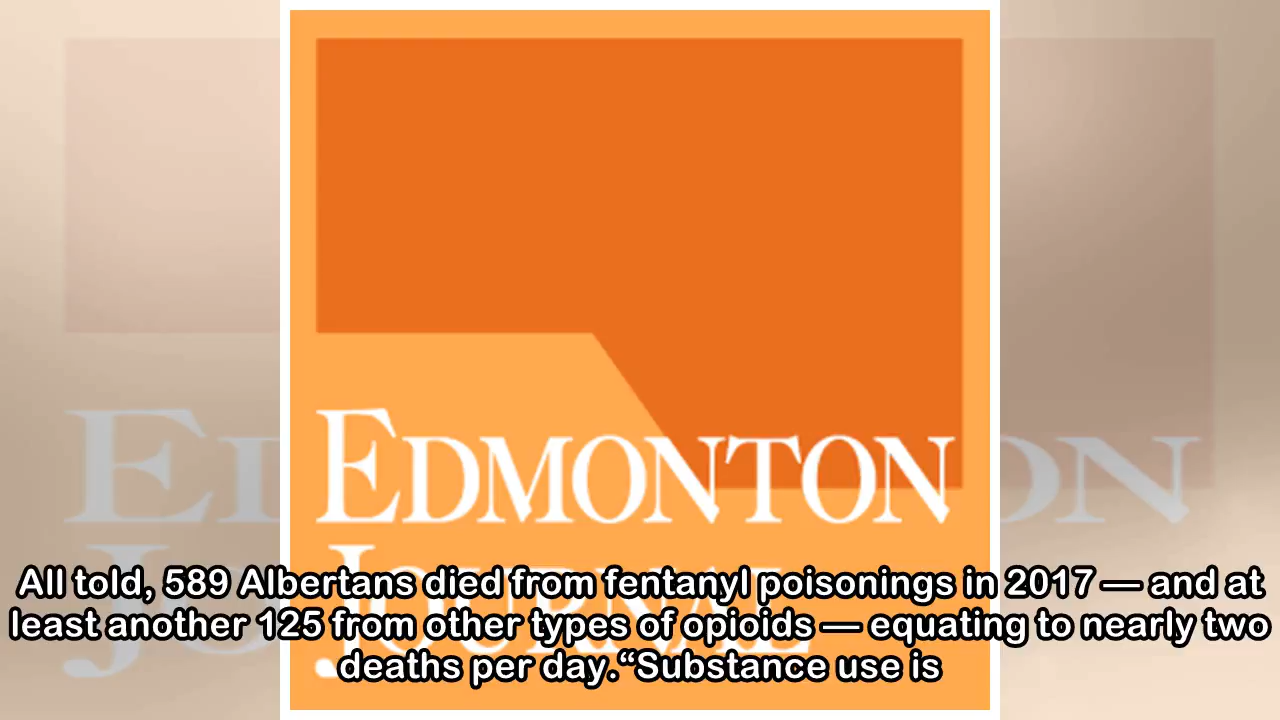 EDMONTON
JOURNAL
All told, 589 Albertans died from fentanyl poisonings in 2017 — and at
least another 125 from other types of opioids — equating to nearly two
deaths per day.“Substance use is